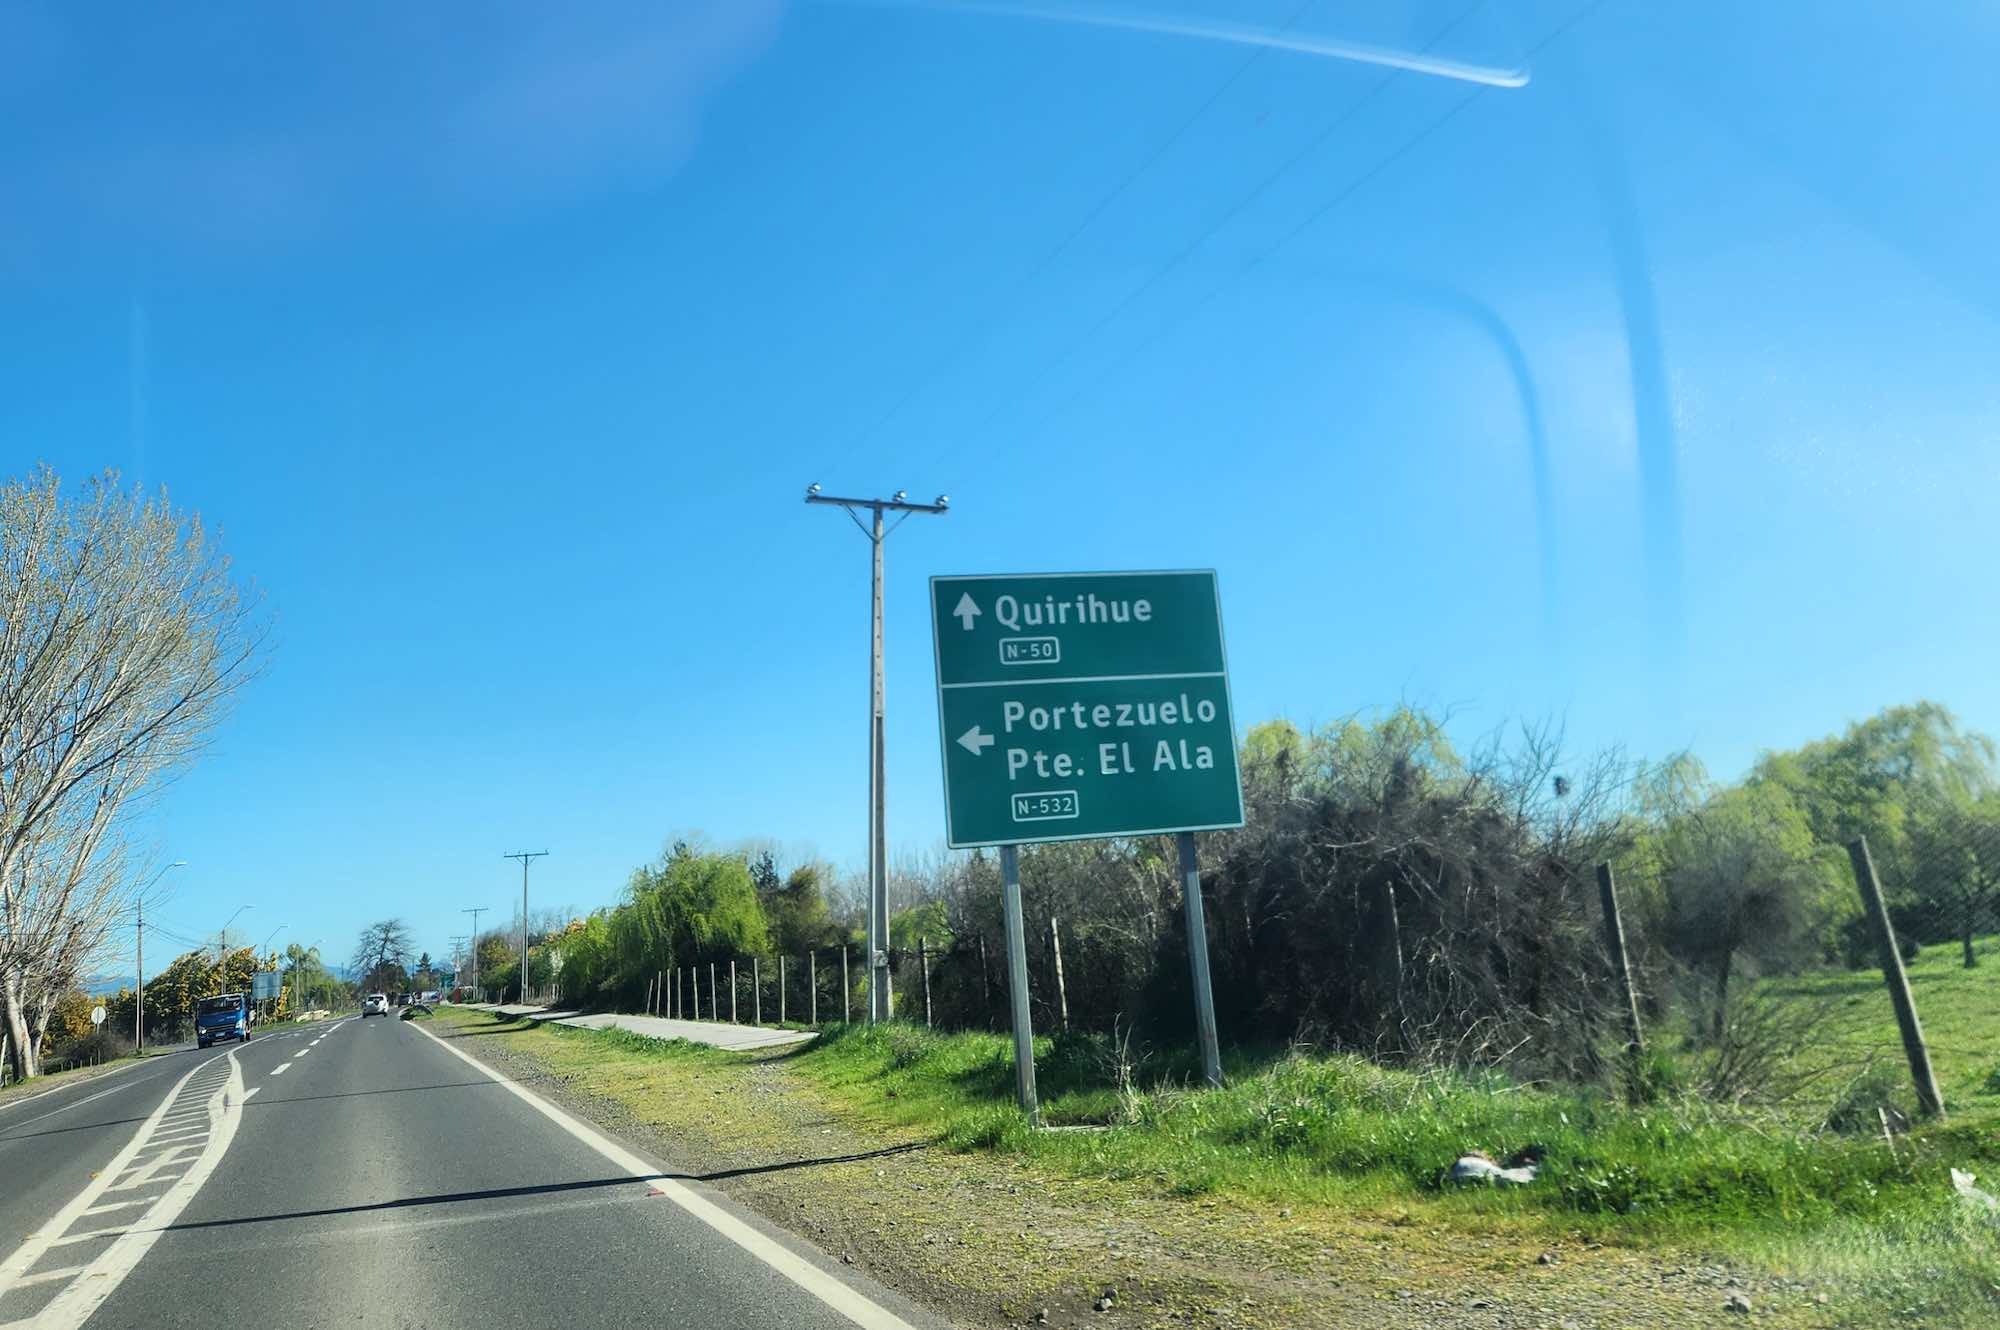 Quirihue
N-50
Portezuelo
Pte. El Ala
N-532